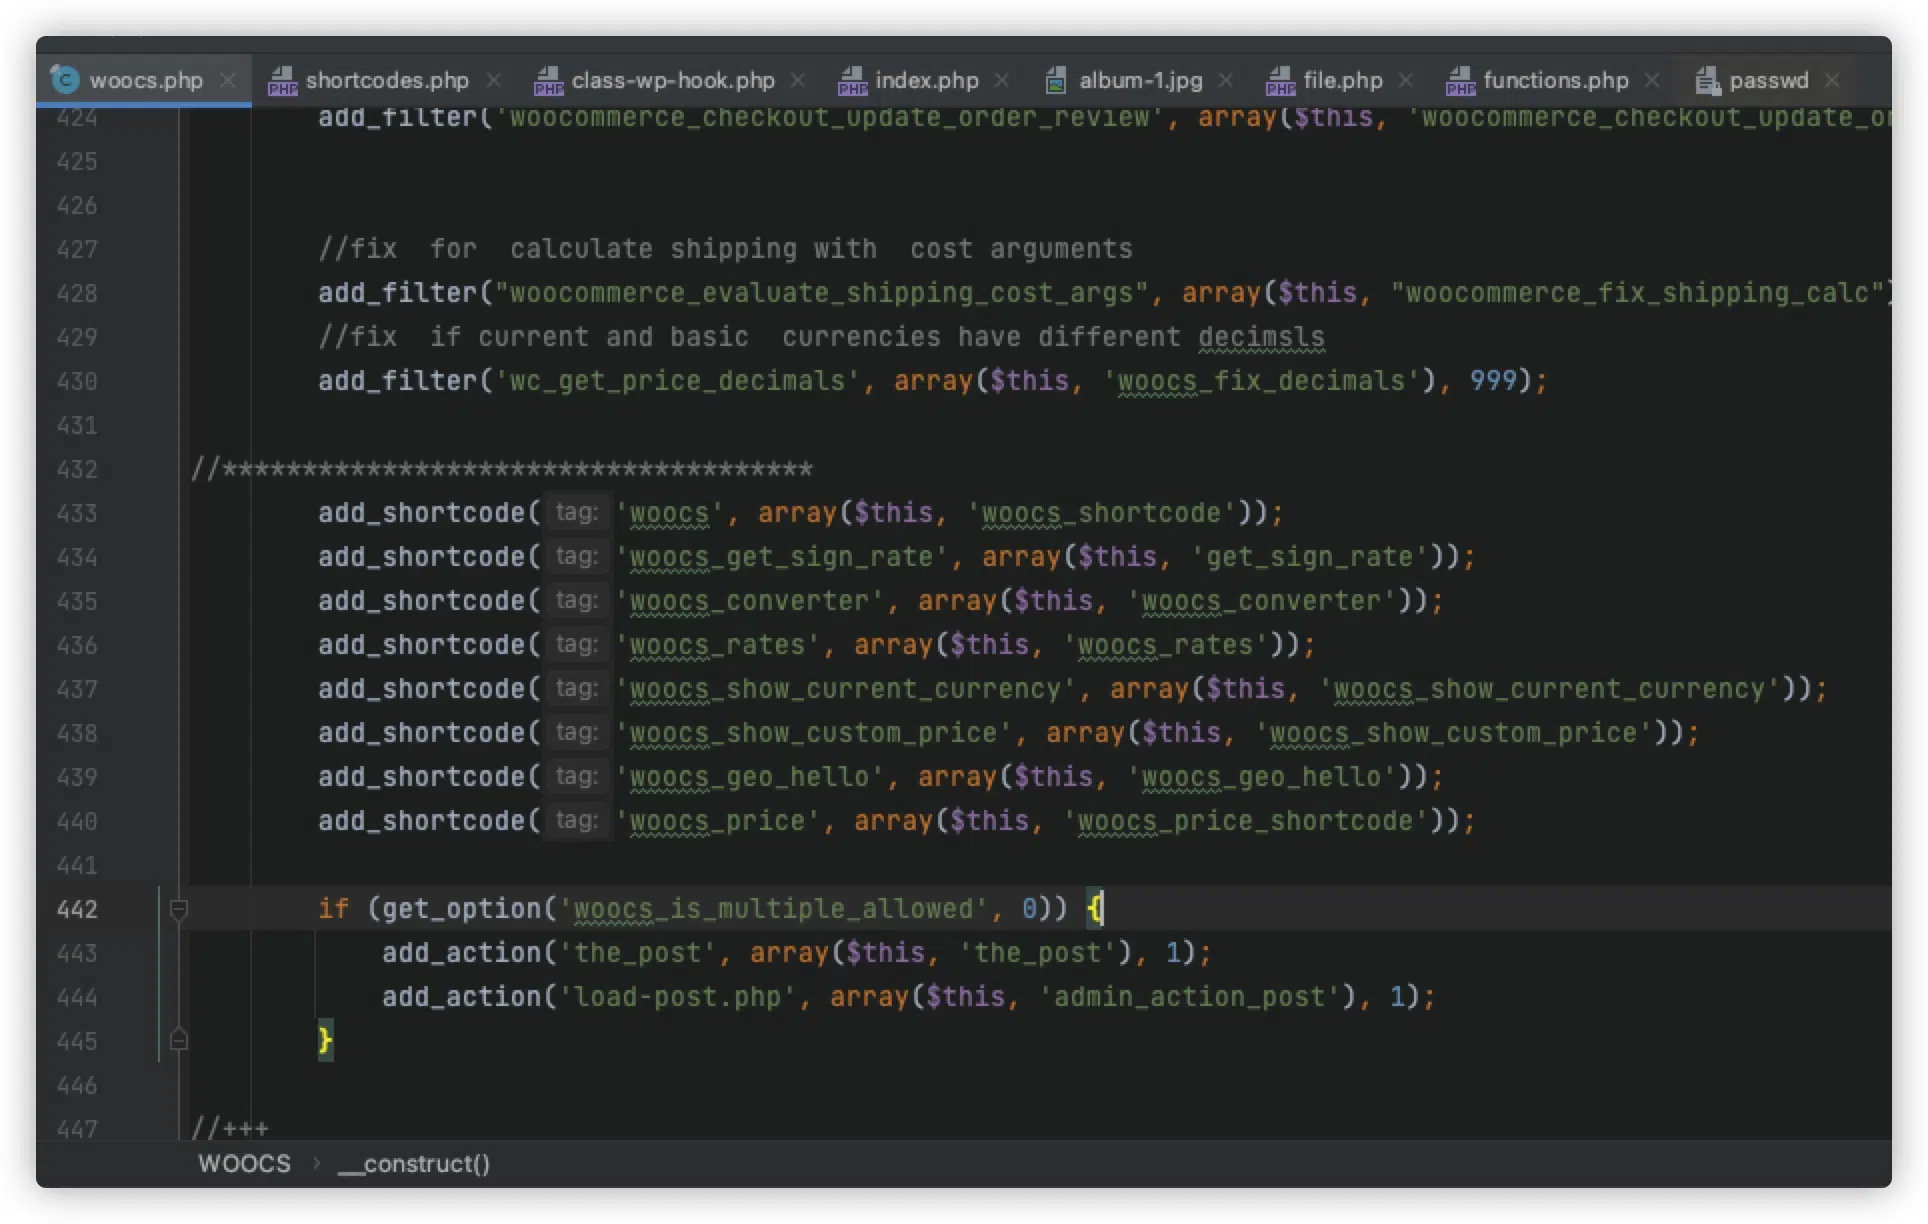 woocs.php shortcodes.php class-wp-hook.php index.php album-1.jpg file.php functions.php passwd
424 add_filter('woocommerce_checkout_update_order_review', array($this, 'woocommerce_checkout_update_or
425
426
427 //fix  for  calculate shipping with  cost arguments
428 add_filter("woocommerce_evaluate_shipping_cost_args", array($this, "woocommerce_fix_shipping_calc")
429 //fix  if current and basic  currencies have different decimsls
430 add_filter('wc_get_price_decimals', array($this, 'woocs_fix_decimals'), 999);
431
432 //*************************************
433 add_shortcode( tag: 'woocs', array($this, 'woocs_shortcode'));
434 add_shortcode( tag: 'woocs_get_sign_rate', array($this, 'get_sign_rate'));
435 add_shortcode( tag: 'woocs_converter', array($this, 'woocs_converter'));
436 add_shortcode( tag: 'woocs_rates', array($this, 'woocs_rates'));
437 add_shortcode( tag: 'woocs_show_current_currency', array($this, 'woocs_show_current_currency'));
438 add_shortcode( tag: 'woocs_show_custom_price', array($this, 'woocs_show_custom_price'));
439 add_shortcode( tag: 'woocs_geo_hello', array($this, 'woocs_geo_hello'));
440 add_shortcode( tag: 'woocs_price', array($this, 'woocs_price_shortcode'));
441
442 if (get_option('woocs_is_multiple_allowed', 0)) {
443 add_action('the_post', array($this, 'the_post'), 1);
444 add_action('load-post.php', array($this, 'admin_action_post'), 1);
445 }
446
447 //+++
WOOCS › __construct()